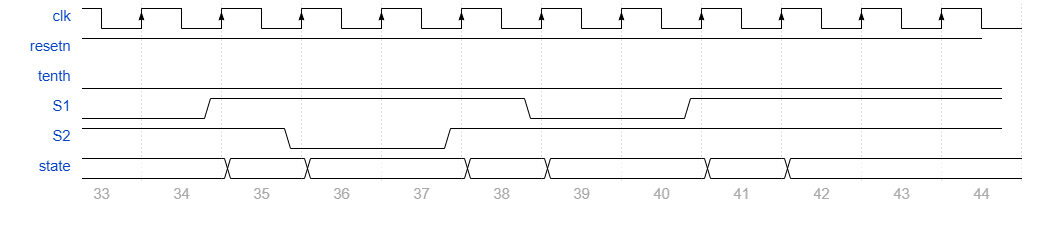 clk
resetn
tenth
S1
S2
state
33 34 35 36 37 38 39 40 41 42 43 44